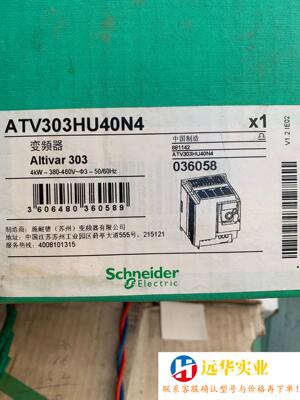 ATV303HU40N4
x1
变频器
Altivar 303
4kW - 380-460V~Φ3 - 50/60Hz
中国制造
881142
ATV303HU40N4
036058
V1.2 IE02
3 606480 360589
制造商：施耐德（苏州）变频器有限公司
地址：中国江苏苏州工业园区葑亭大道555号，215121
服务热线：4008101315
Schneider
Electric
远华实业
联系客服确认型号与价格再下单！